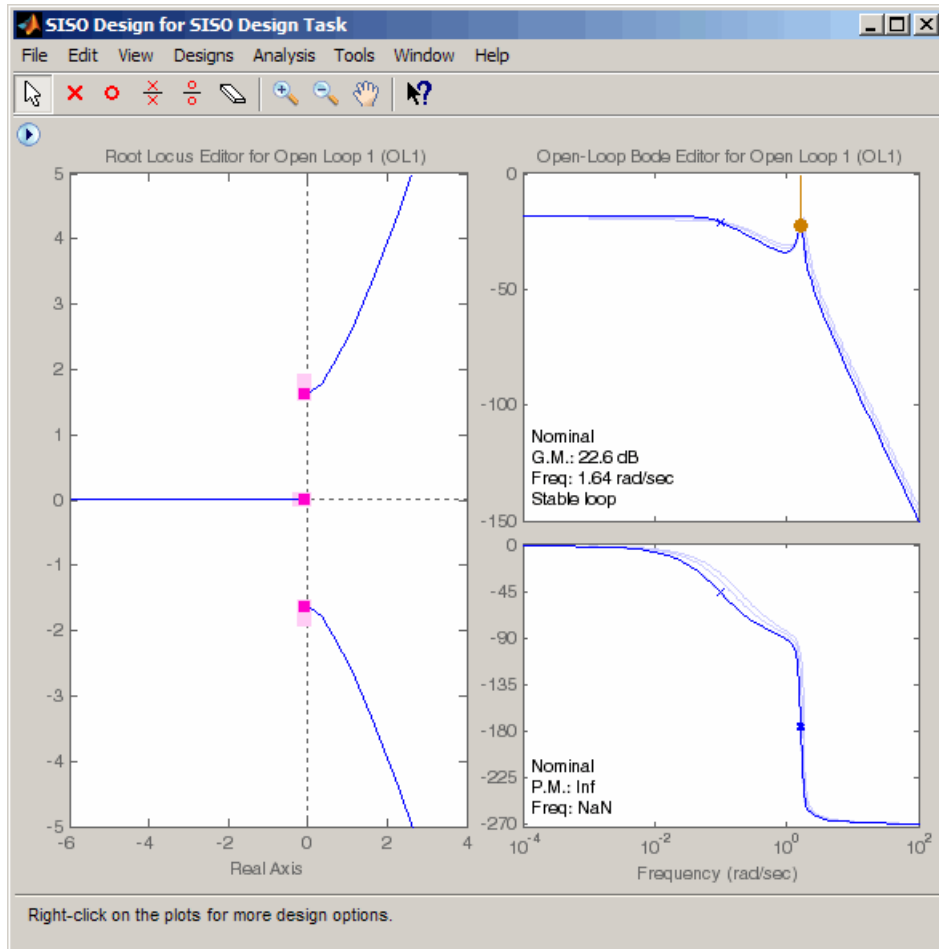 SISO Design for SISO Design Task
File Edit View Designs Analysis Tools Window Help
Root Locus Editor for Open Loop 1 (OL1)
5
4
3
2
1
0
-1
-2
-3
-4
-5
-6 -4 -2 0 2 4
Real Axis
Open-Loop Bode Editor for Open Loop 1 (OL1)
0
-50
-100
-150
Nominal
G.M.: 22.6 dB
Freq: 1.64 rad/sec
Stable loop
0
-45
-90
-135
-180
-225
-270
Nominal
P.M.: Inf
Freq: NaN
10^-4 10^-2 10^0 10^2
Frequency (rad/sec)
Right-click on the plots for more design options.